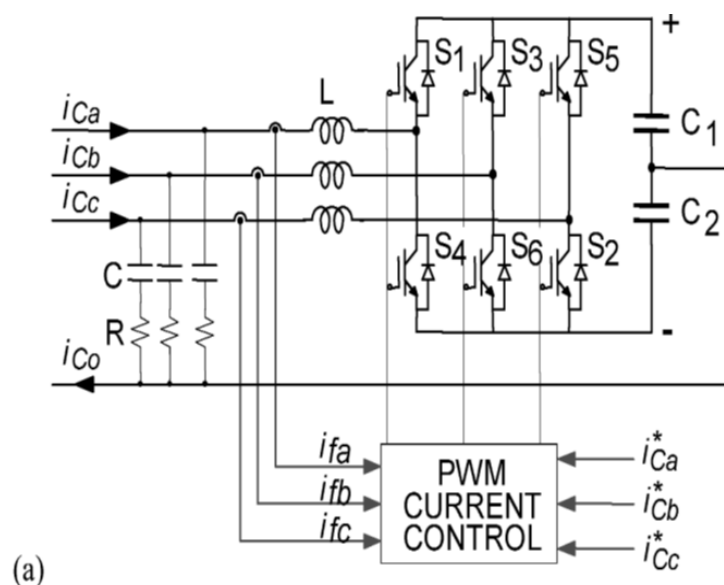 +
S1 S3 S5
L
iCa
iCb
iCc
C1
C2
S4 S6 S2
C
R
-
iCo
ifa
ifb
ifc
PWM
CURRENT
CONTROL
i*Ca
i*Cb
i*Cc
(a)